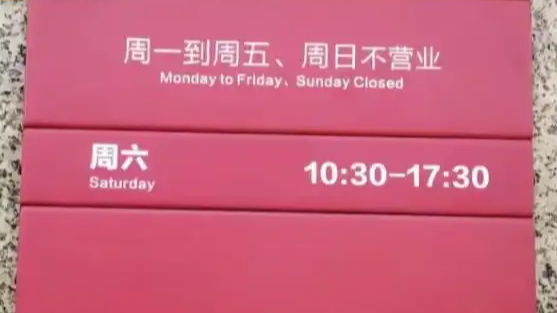 周一到周五、周日不营业
Monday to Friday、Sunday Closed
周六
Saturday
10:30-17:30